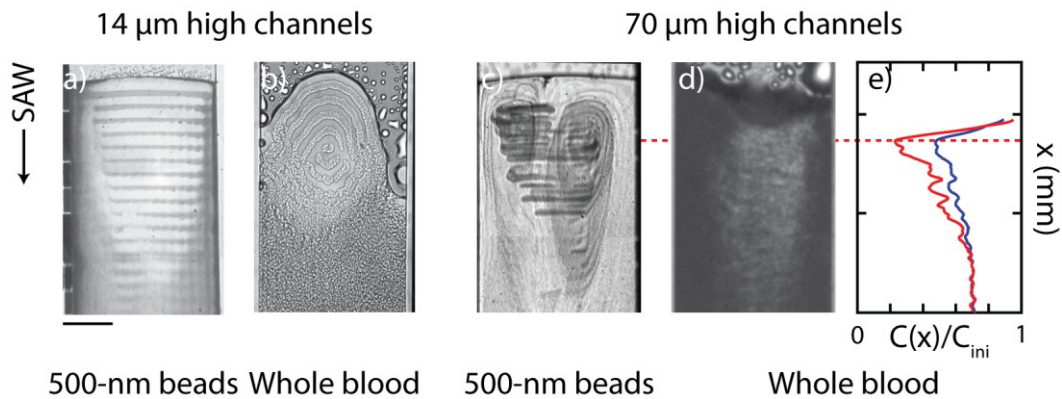 14 µm high channels
70 µm high channels
SAW
a)
b)
c)
d)
e)
x (mm)
0
C(x)/C_ini
1
500-nm beads
Whole blood
500-nm beads
Whole blood